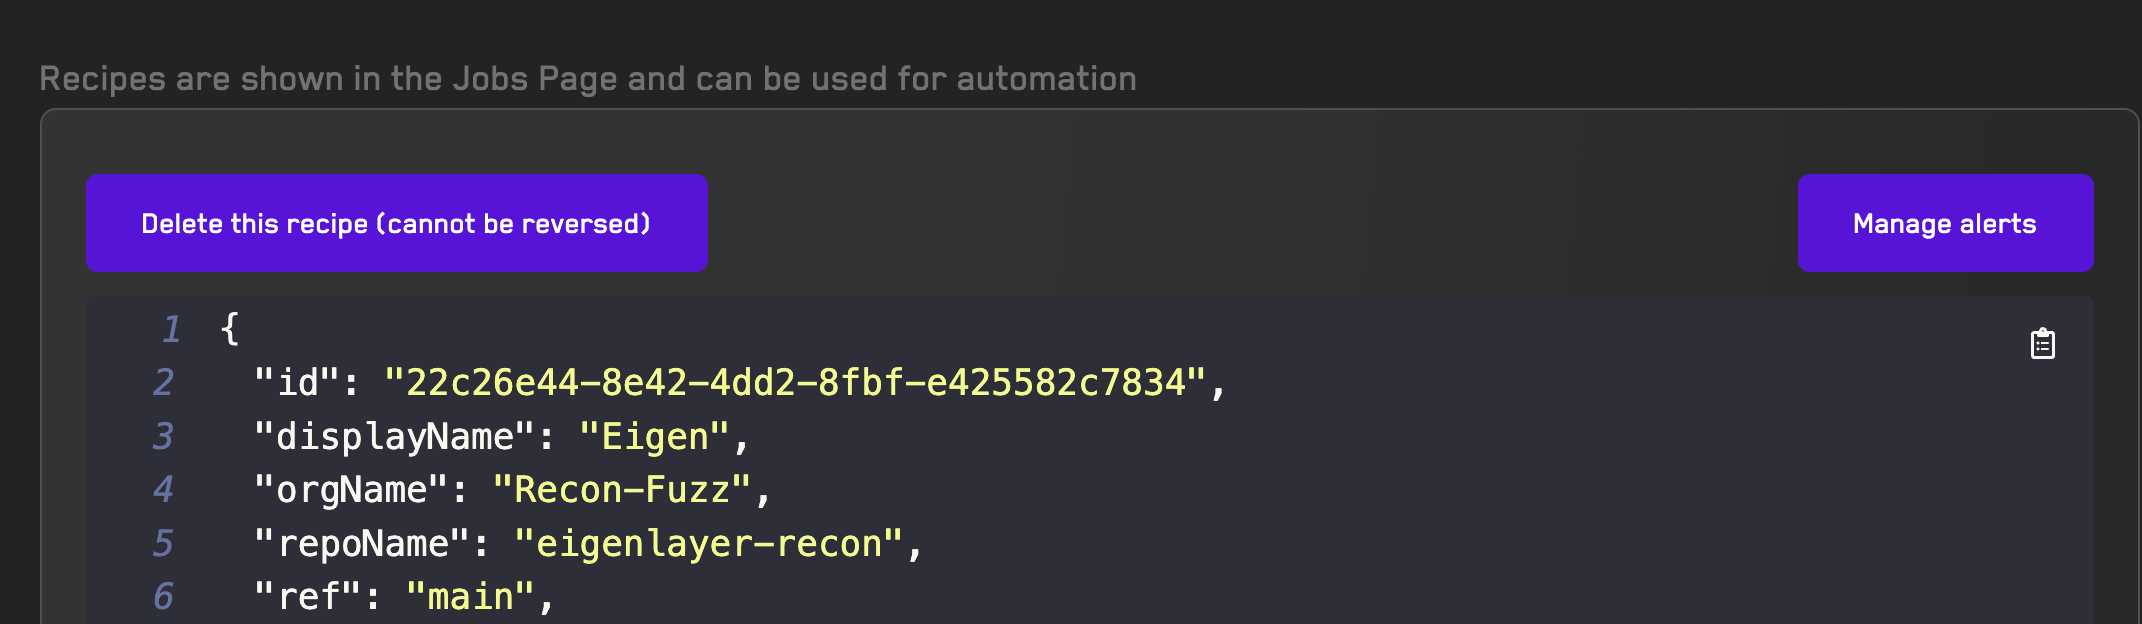 Recipes are shown in the Jobs Page and can be used for automation
Delete this recipe (cannot be reversed)
Manage alerts
1 {
2 "id": "22c26e44-8e42-4dd2-8fbf-e425582c7834",
3 "displayName": "Eigen",
4 "orgName": "Recon-Fuzz",
5 "repoName": "eigenlayer-recon",
6 "ref": "main",